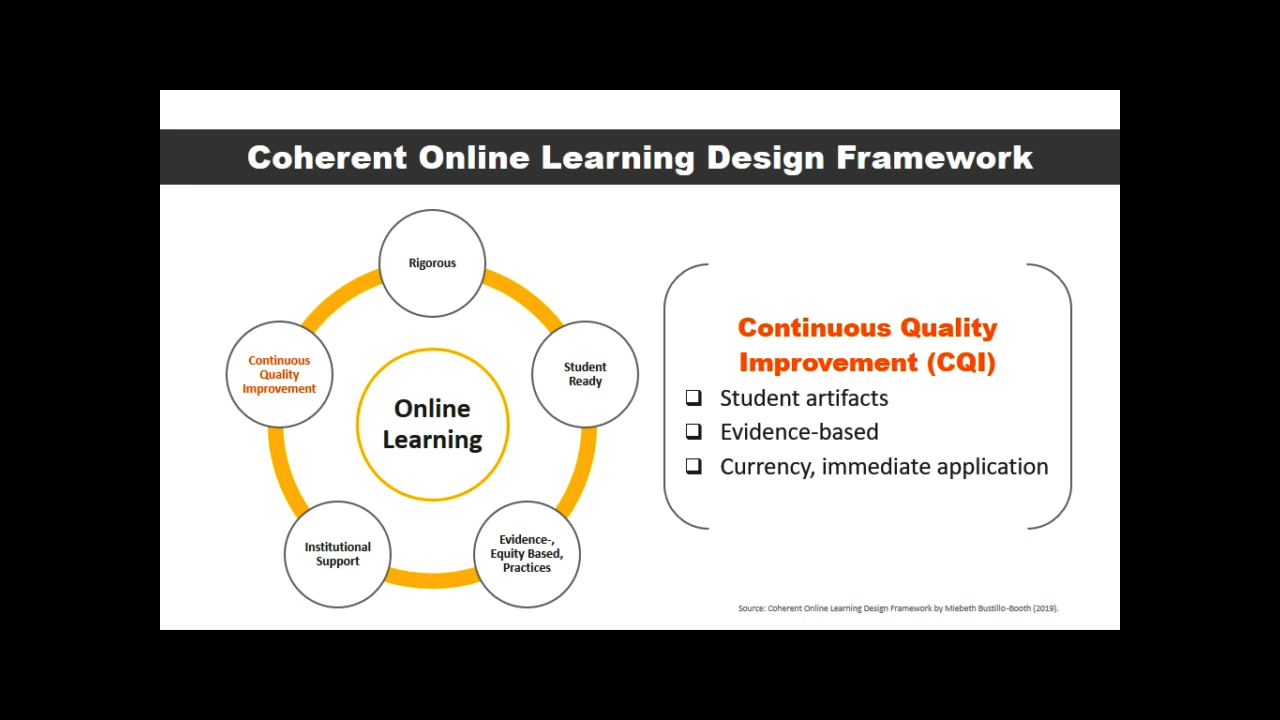 Coherent Online Learning Design Framework
Rigorous
Continuous
Quality
Improvement
Student
Ready
Online
Learning
Institutional
Support
Evidence-,
Equity Based,
Practices
Continuous Quality
Improvement (CQI)
Student artifacts
Evidence-based
Currency, immediate application
Source: Coherent Online Learning Design Framework by Miebeth Bustillo-Booth (2019).